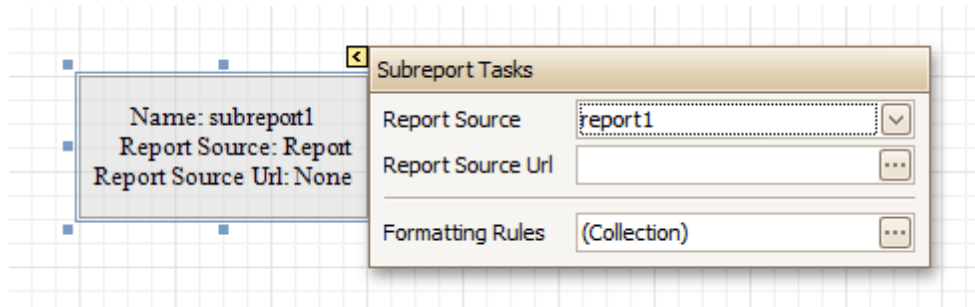 Subreport Tasks
Name: subreport1
Report Source: Report
Report Source Url: None
Report Source report1
Report Source Url
Formatting Rules (Collection)